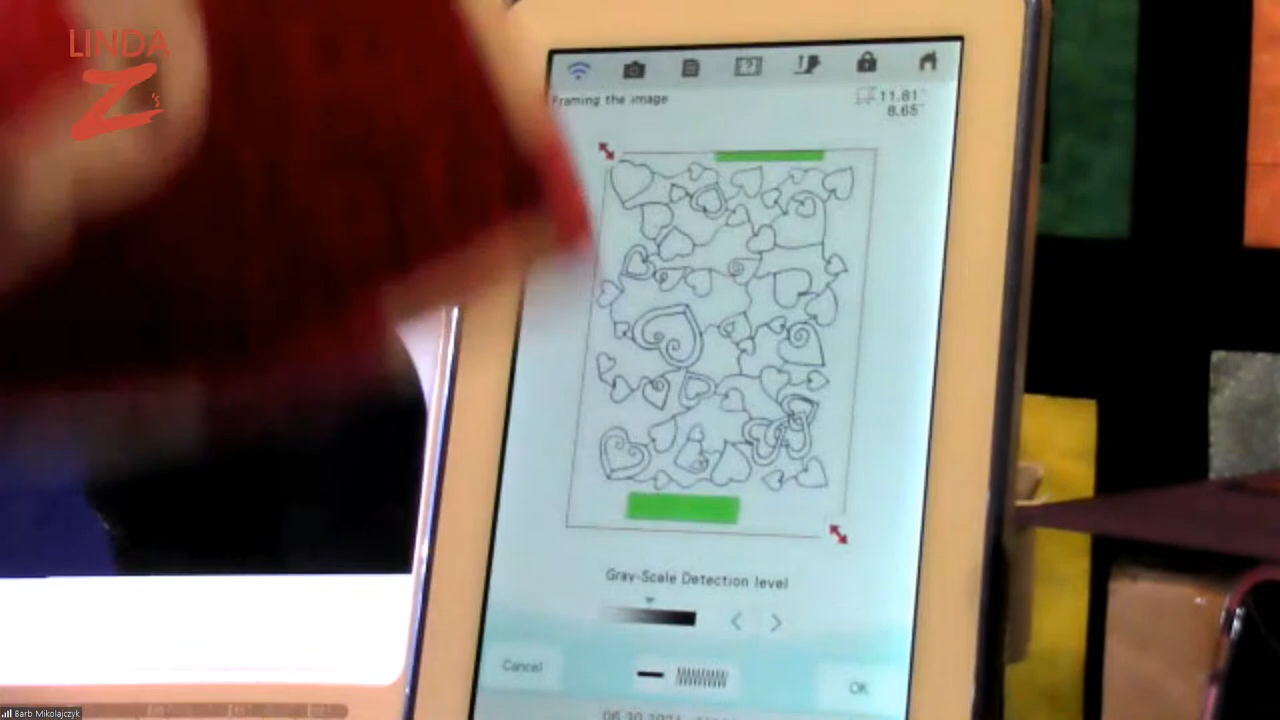 LINDA
Z's
Framing the image
11.81"
8.65"
Gray-Scale Detection level
Cancel
OK
Barb Mikolajczyk